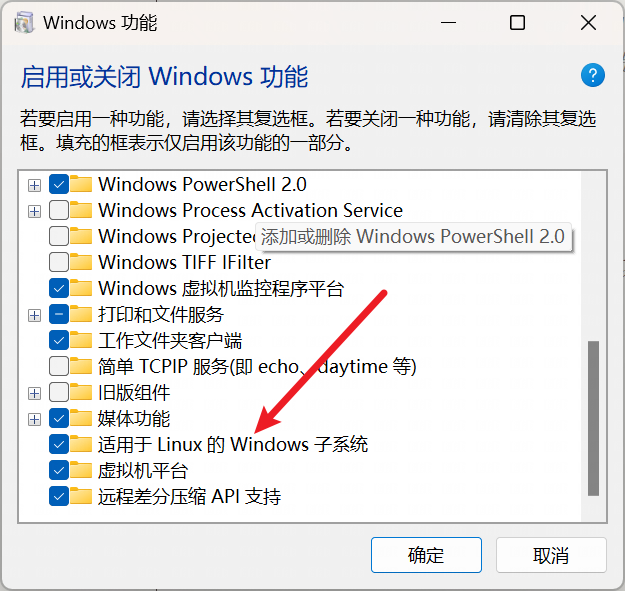 Windows 功能
启用或关闭 Windows 功能
?
若要启用一种功能，请选择其复选框。若要关闭一种功能，请清除其复选
框。填充的框表示仅启用该功能的一部分。
Windows PowerShell 2.0
Windows Process Activation Service
Windows Projecte
添加或删除 Windows PowerShell 2.0
Windows TIFF IFilter
Windows 虚拟机监控程序平台
打印和文件服务
工作文件夹客户端
简单 TCPIP 服务(即 echo、daytime 等)
旧版组件
媒体功能
适用于 Linux 的 Windows 子系统
虚拟机平台
远程差分压缩 API 支持
确定
取消